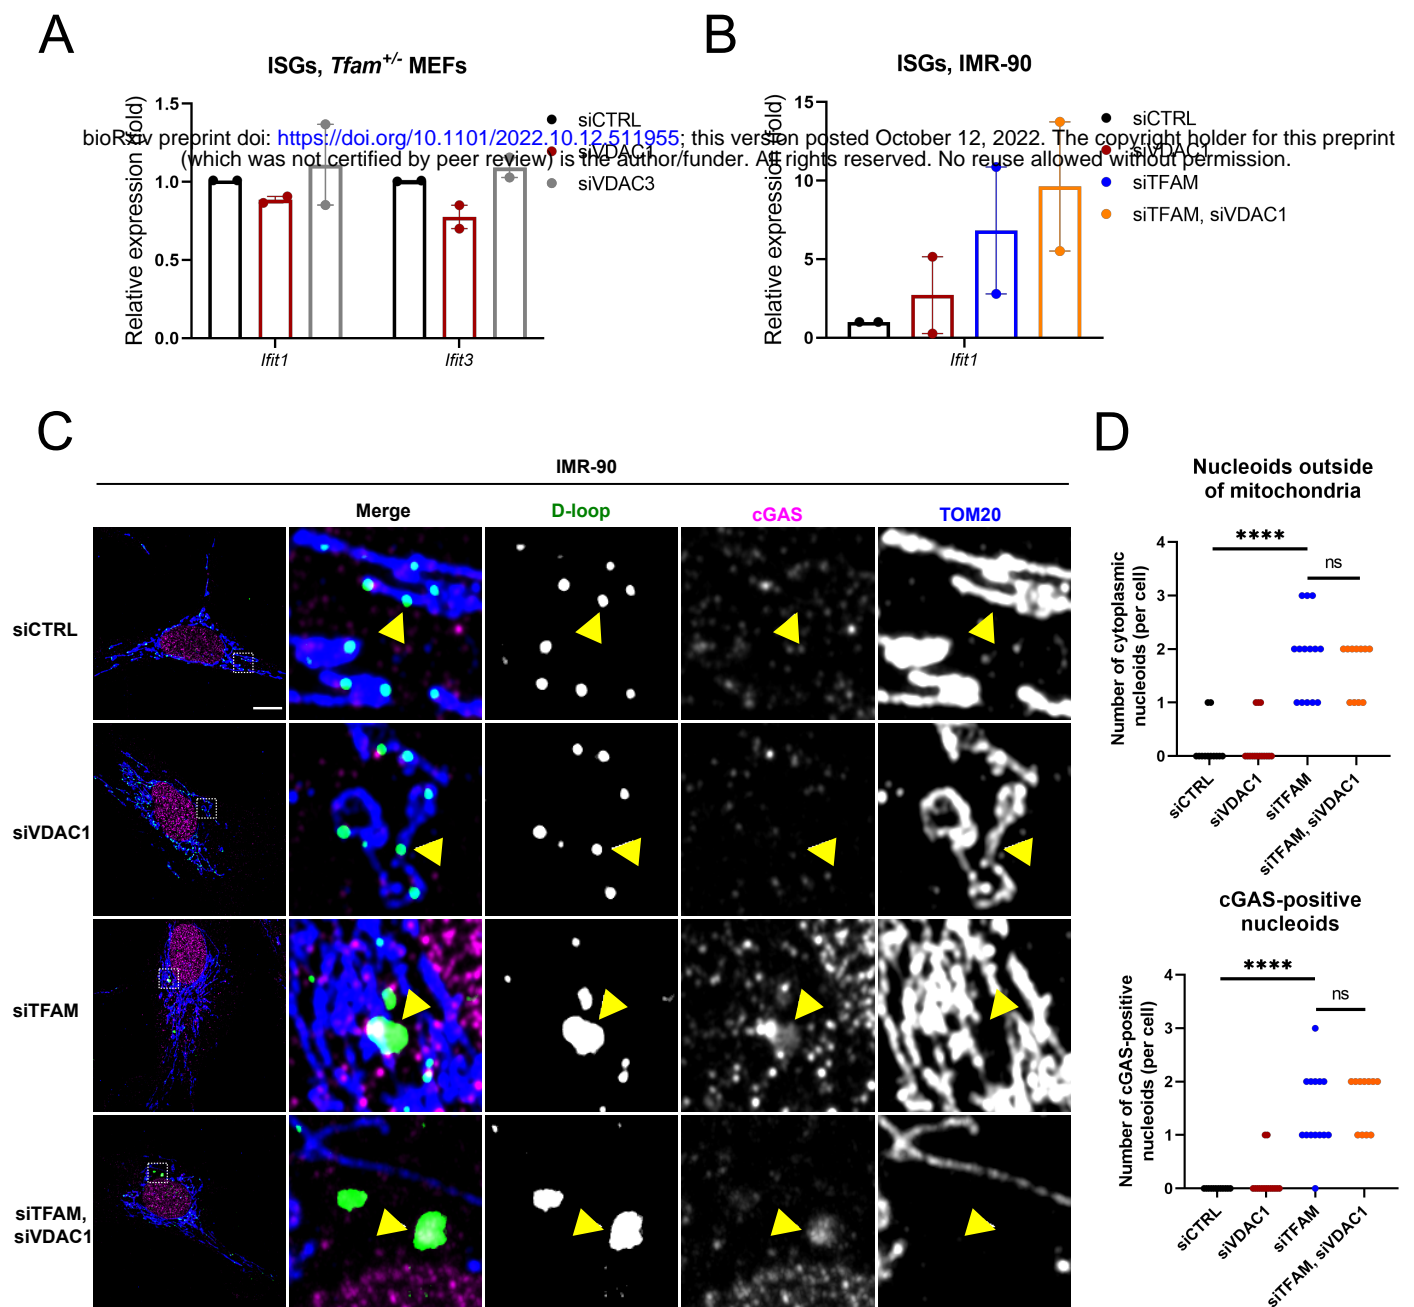 A
ISGs, Tfam+/- MEFs
Relative expression (fold)
1.5
1.0
0.5
0.0
Ifit1
Ifit3
siCTRL
siVDAC1
siVDAC3
B
ISGs, IMR-90
Relative expression (fold)
15
10
5
0
Ifit1
siCTRL
siVDAC1
siTFAM
siTFAM, siVDAC1
bioRxiv preprint doi: https://doi.org/10.1101/2022.10.12.511955; this version posted October 12, 2022. The copyright holder for this preprint
(which was not certified by peer review) is the author/funder. All rights reserved. No reuse allowed without permission.
C
IMR-90
Merge
D-loop
cGAS
TOM20
siCTRL
siVDAC1
siTFAM
siTFAM,
siVDAC1
D
Nucleoids outside
of mitochondria
Number of cytoplasmic
nucleoids (per cell)
4
3
2
1
0
****
ns
siCTRL
siVDAC1
siTFAM
siTFAM, siVDAC1
cGAS-positive
nucleoids
Number of cGAS-positive
nucleoids (per cell)
4
3
2
1
0
****
ns
siCTRL
siVDAC1
siTFAM
siTFAM, siVDAC1